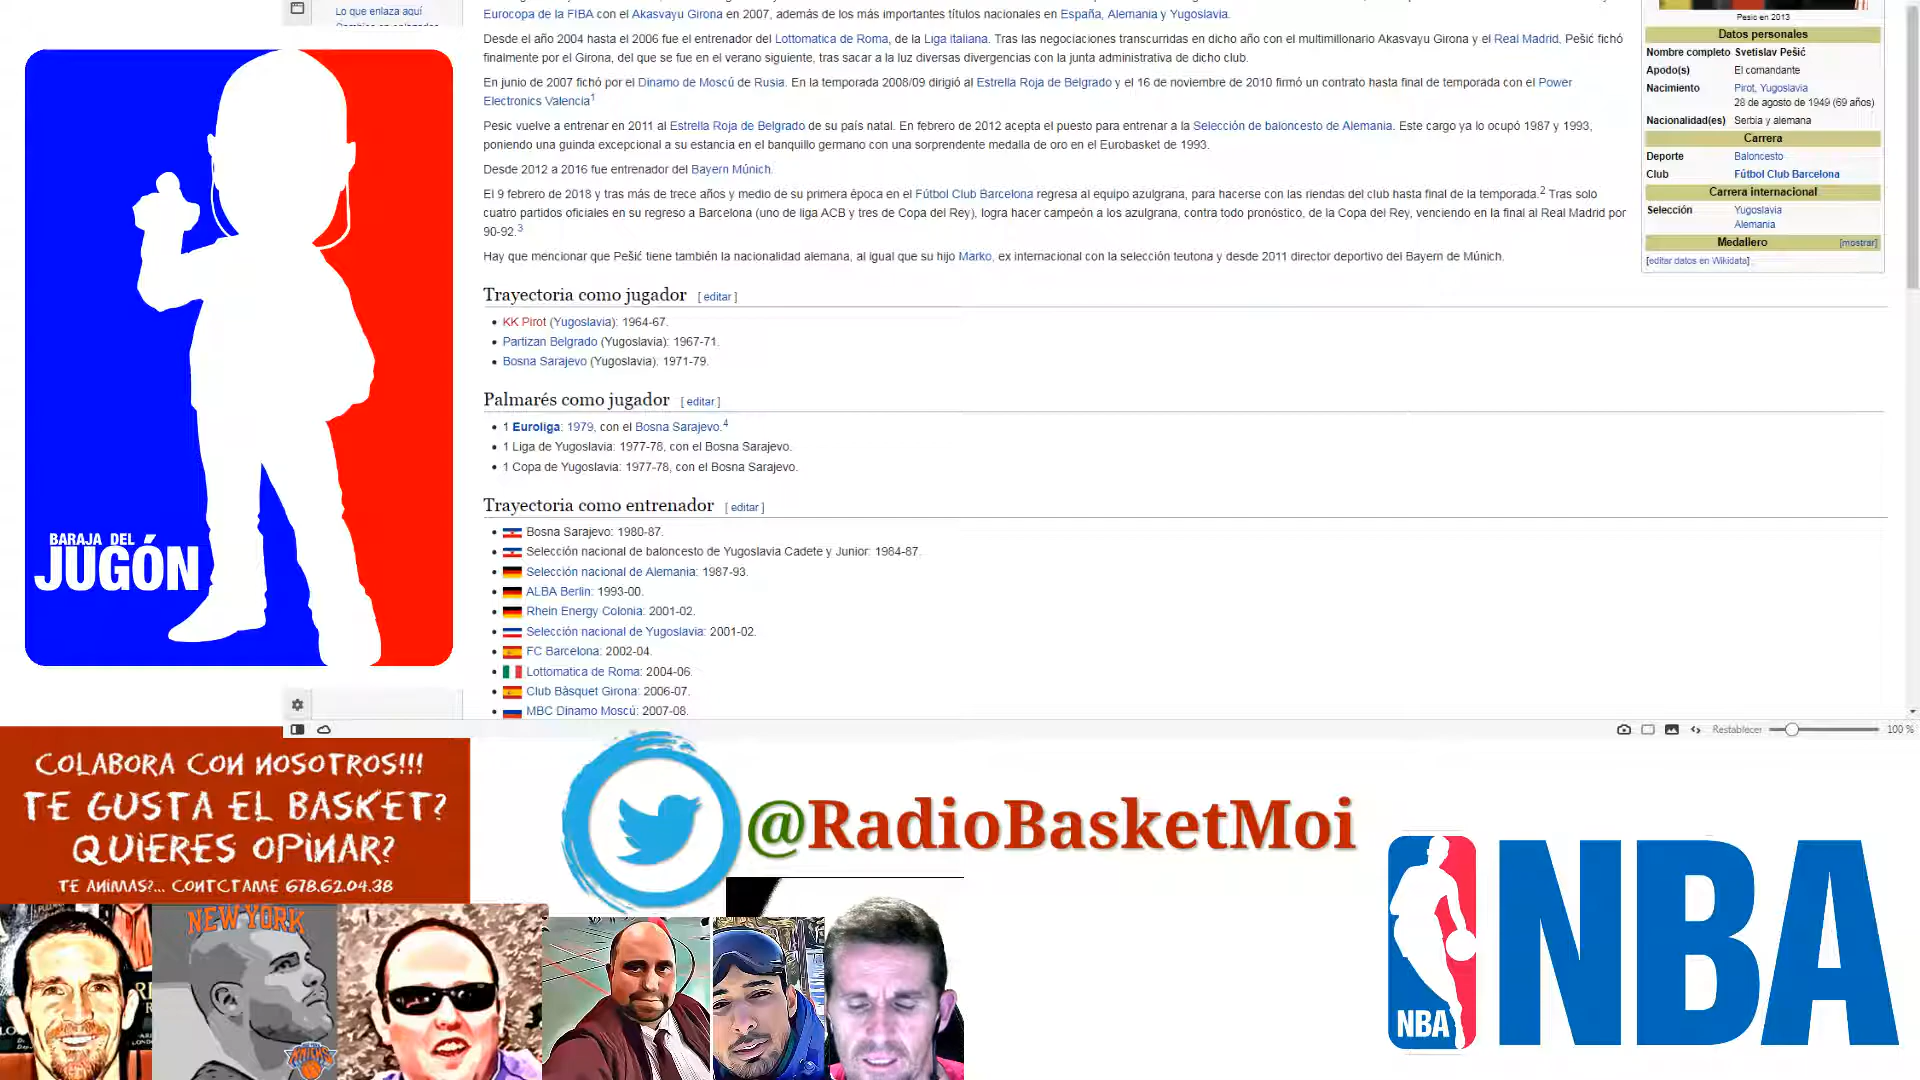 Lo que enlaza aquí
Eurocopa de la FIBA con el Akasvayu Girona en 2007, además de los más importantes títulos nacionales en España, Alemania y Yugoslavia.
Desde el año 2004 hasta el 2006 fue el entrenador del Lottomatica de Roma, de la Liga italiana. Tras las negociaciones transcurridas en dicho año con el multimillonario Akasvayu Girona y el Real Madrid, Pešić fichó
finalmente por el Girona, del que se fue en el verano siguiente, tras sacar a la luz diversas divergencias con la junta administrativa de dicho club.
En junio de 2007 fichó por el Dinamo de Moscú de Rusia. En la temporada 2008/09 dirigió al Estrella Roja de Belgrado y el 16 de noviembre de 2010 firmó un contrato hasta final de temporada con el Power
Electronics Valencia1
Pesic vuelve a entrenar en 2011 al Estrella Roja de Belgrado de su país natal. En febrero de 2012 acepta el puesto para entrenar a la Selección de baloncesto de Alemania. Este cargo ya lo ocupó 1987 y 1993,
poniendo una guinda excepcional a su estancia en el banquillo germano con una sorprendente medalla de oro en el Eurobasket de 1993.
Desde 2012 a 2016 fue entrenador del Bayern Múnich.
El 9 febrero de 2018 y tras más de trece años y medio de su primera época en el Fútbol Club Barcelona regresa al equipo azulgrana, para hacerse con las riendas del club hasta final de la temporada.2 Tras solo
cuatro partidos oficiales en su regreso a Barcelona (uno de liga ACB y tres de Copa del Rey), logra hacer campeón a los azulgrana, contra todo pronóstico, de la Copa del Rey, venciendo en la final al Real Madrid por
90-92.3
Hay que mencionar que Pešić tiene también la nacionalidad alemana, al igual que su hijo Marko, ex internacional con la selección teutona y desde 2011 director deportivo del Bayern de Múnich.
Trayectoria como jugador [ editar ]
KK Pirot (Yugoslavia): 1964-67.
Partizan Belgrado (Yugoslavia): 1967-71.
Bosna Sarajevo (Yugoslavia). 1971-79.
Palmarés como jugador [ editar ]
1 Euroliga: 1979, con el Bosna Sarajevo.4
1 Liga de Yugoslavia: 1977-78, con el Bosna Sarajevo.
1 Copa de Yugoslavia: 1977-78, con el Bosna Sarajevo.
Trayectoria como entrenador [ editar ]
Bosna Sarajevo: 1980-87.
Selección nacional de baloncesto de Yugoslavia Cadete y Junior: 1984-87.
Selección nacional de Alemania: 1987-93.
ALBA Berlin: 1993-00.
Rhein Energy Colonia: 2001-02.
Selección nacional de Yugoslavia: 2001-02.
FC Barcelona: 2002-04.
Lottomatica de Roma: 2004-06.
Club Bàsquet Girona: 2006-07.
MBC Dinamo Moscú: 2007-08.
Pesic en 2013
Datos personales
Nombre completo Svetislav Pešić
Apodo(s) El comandante
Nacimiento Pirot, Yugoslavia
28 de agosto de 1949 (69 años)
Nacionalidad(es) Serbia y alemana
Carrera
Deporte Baloncesto
Club Fútbol Club Barcelona
Carrera internacional
Selección Yugoslavia
Alemania
Medallero [mostrar]
[editar datos en Wikidata]
BARAJA DEL
JUGÓN
Restablecer 100 %
COLABORA CON NOSOTROS!!!
TE GUSTA EL BASKET?
QUIERES OPINAR?
TE ANIMAS?... CONTCTAME 678.62.04.38
@RadioBasketMoi
NEW YORK
KNICKS
NBA
NBA